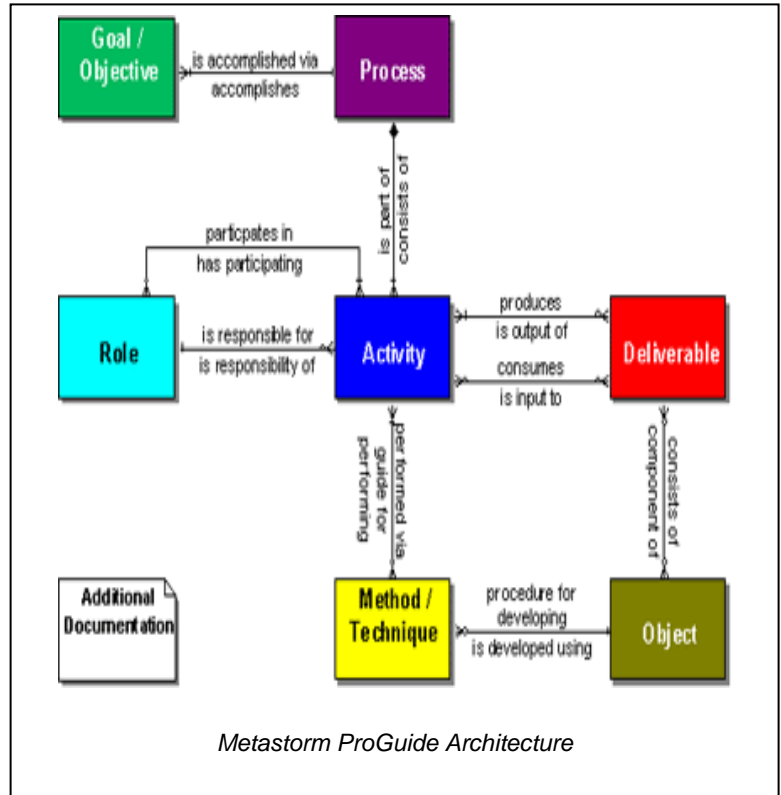 Goal /
Objective
is accomplished via
accomplishes
Process
is part of
consists of
particpates in
has participating
Role
is responsible for
is responsibility of
Activity
produces
is output of
consumes
is input to
Deliverable
performed via
guide for
performing
consists of
component of
Additional
Documentation
Method /
Technique
procedure for
developing
is developed using
Object
Metastorm ProGuide Architecture